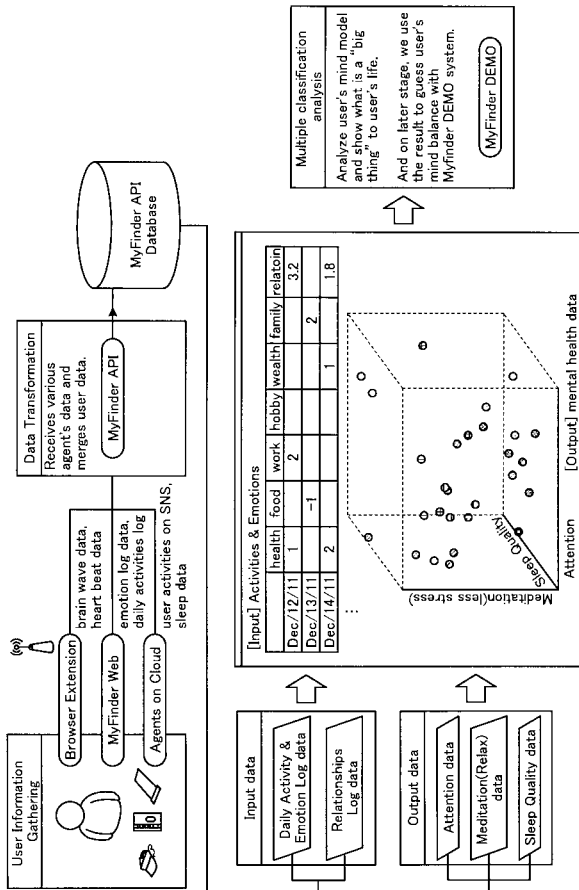 User Information
Gathering
Browser Extension
MyFinder Web
Agents on Cloud
brain wave data,
heart beat data
emotion log data,
daily activities log
user activities on SNS,
sleep data
Data Transformation
Receives various
agent's data and
merges user data.
MyFinder API
MyFinder API
Database
Input data
Daily Activity &
Emotion Log data
Relationships
Log data
Output data
Attention data
Meditation(Relax)
data
Sleep Quality data
[Input] Activities & Emotions
health food work hobby wealth family relatoin
Dec/12/11 1 2 3.2
Dec/13/11 -1 2
Dec/14/11 2 1 1.8
...
Meditation(less stress)
Sleep Quality
Attention
[Output] mental health data
Multiple classification
analysis
Analyze user's mind model
and show what is a "big
thing" to user's life.
And on later stage, we use
the result to guess user's
mind balance with
Myfinder DEMO system.
MyFinder DEMO